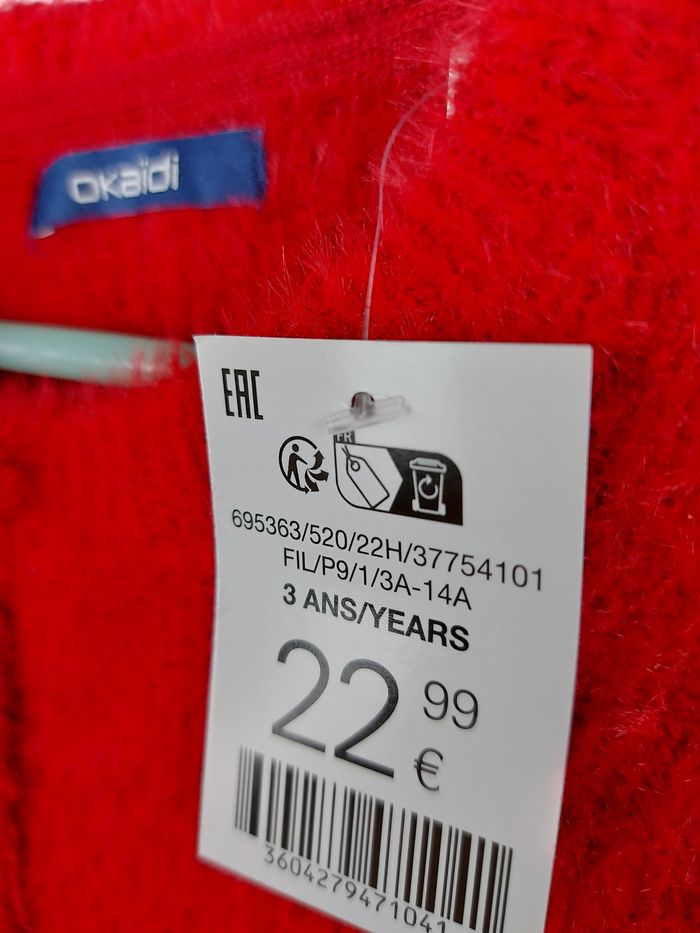 okaïdi
EAC
FR
695363/520/22H/37754101
FIL/P9/1/3A-14A
3 ANS/YEARS
22 99
€
3604279471041